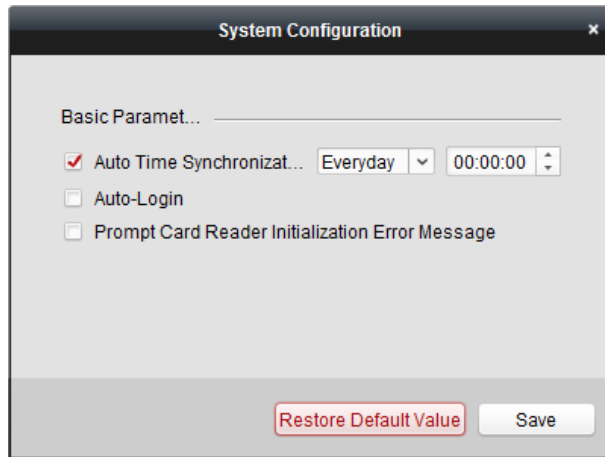 System Configuration
Basic Paramet...
Auto Time Synchronizat... Everyday 00:00:00
Auto-Login
Prompt Card Reader Initialization Error Message
Restore Default Value Save